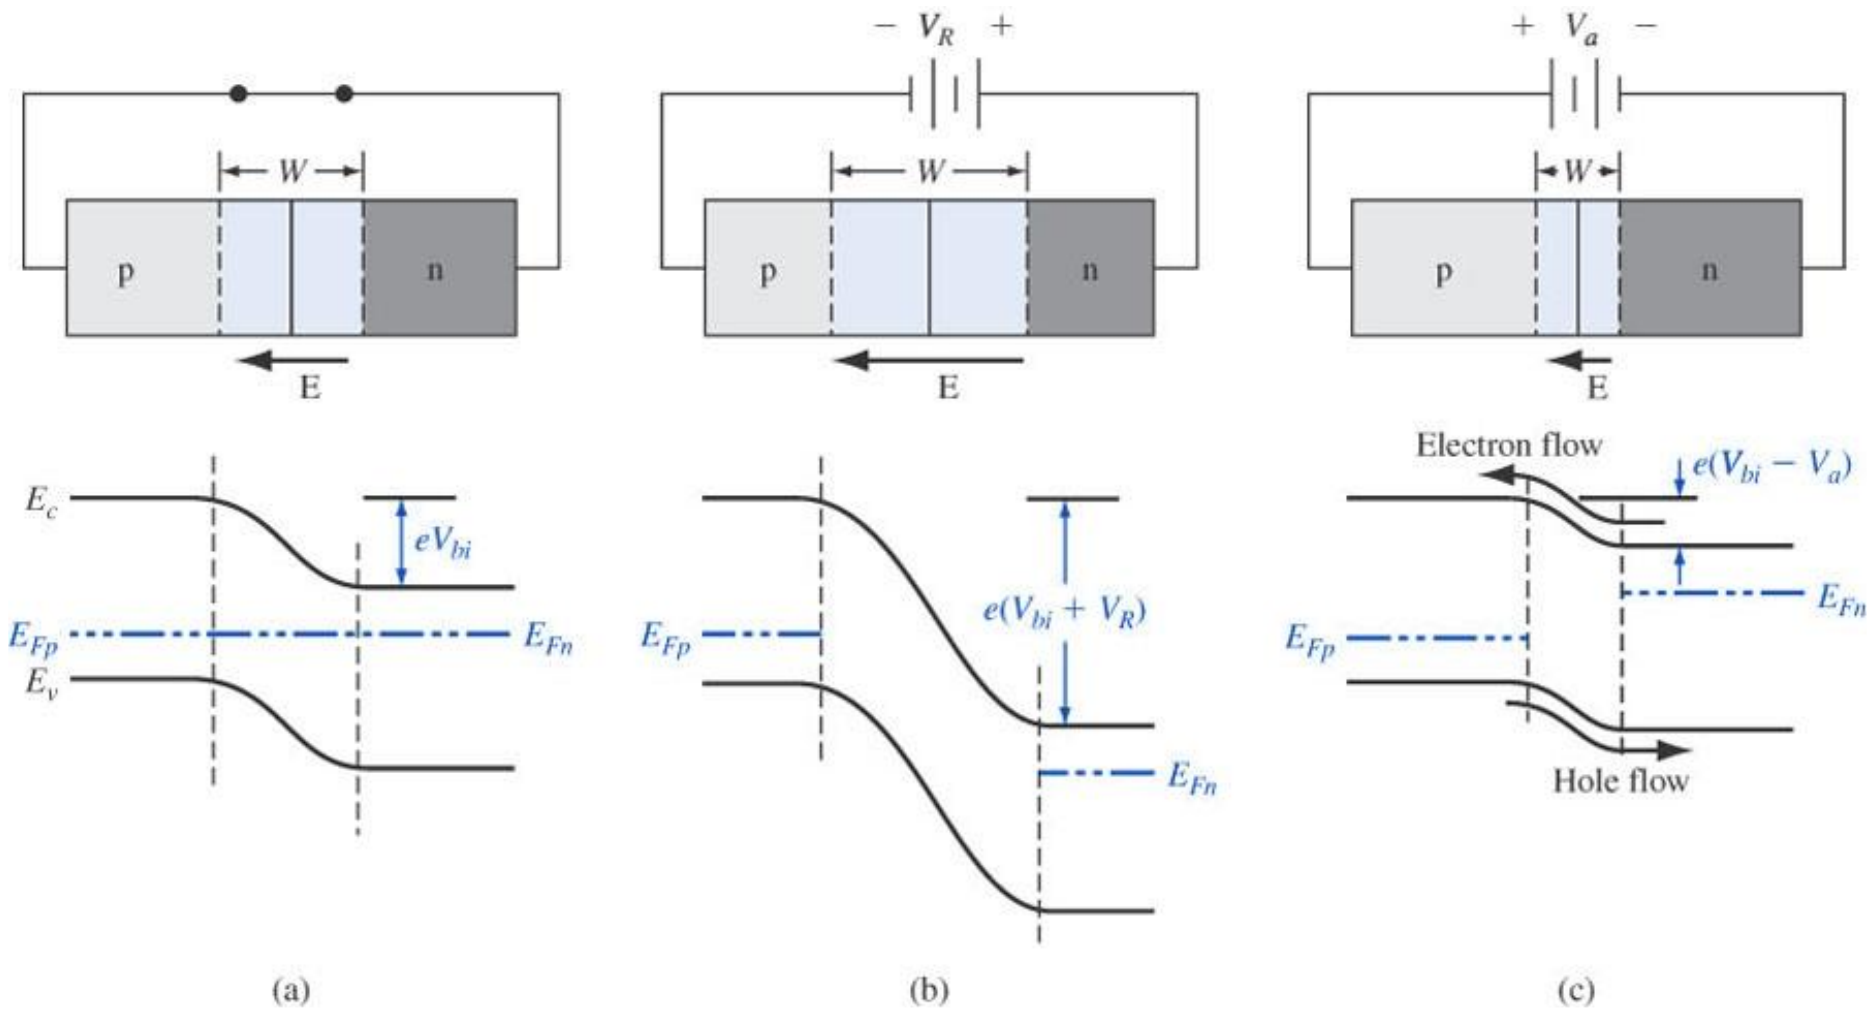 − V_R +
+ V_a −
W
W
W
p
n
p
n
p
n
E
E
E
Electron flow
e(V_bi − V_a)
E_c
eV_bi
e(V_bi + V_R)
E_Fn
E_Fp
E_Fn
E_Fp
E_Fp
E_v
E_Fn
Hole flow
(a)
(b)
(c)